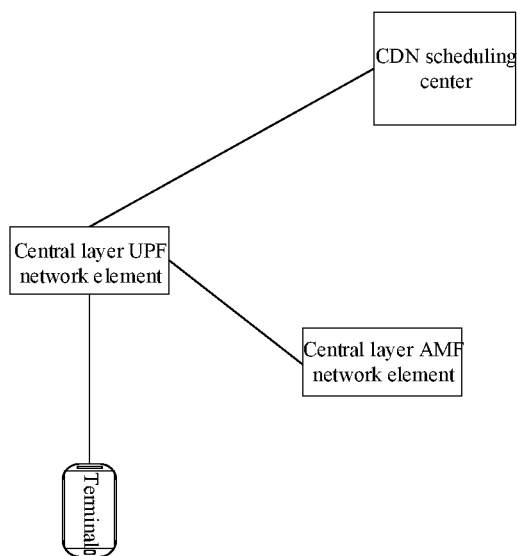 CDN scheduling
center
Central layer UPF
network element
Central layer AMF
network element
Terminal